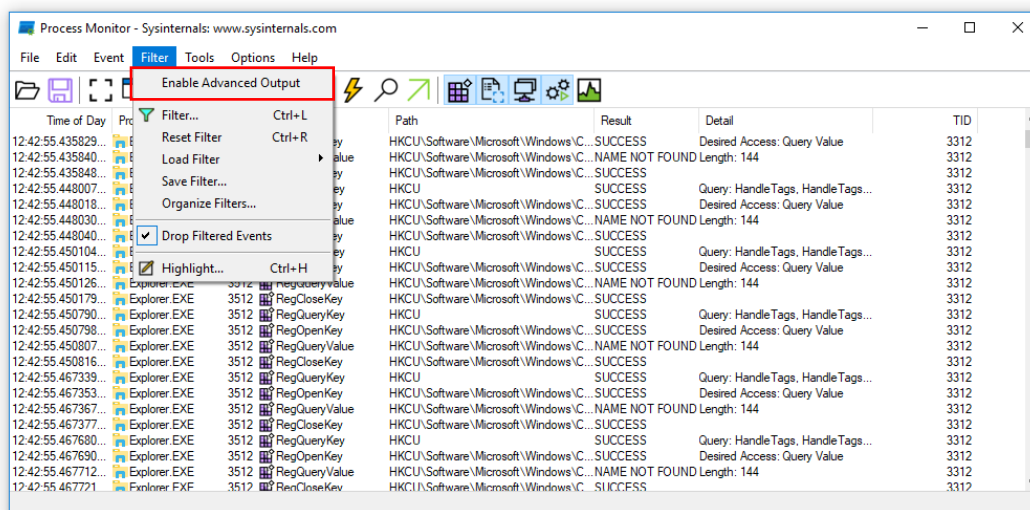 Process Monitor - Sysinternals: www.sysinternals.com
File Edit Event Filter Tools Options Help
Enable Advanced Output
Filter... Ctrl+L
Reset Filter Ctrl+R
Load Filter
Save Filter...
Organize Filters...
Drop Filtered Events
Highlight... Ctrl+H
Time of Day Path Result Detail TID
12:42:55.435829... HKCU\Software\Microsoft\Windows\C... SUCCESS Desired Access: Query Value 3312
12:42:55.435840... HKCU\Software\Microsoft\Windows\C... NAME NOT FOUND Length: 144 3312
12:42:55.435848... HKCU\Software\Microsoft\Windows\C... SUCCESS 3312
12:42:55.448007... HKCU SUCCESS Query: HandleTags, HandleTags... 3312
12:42:55.448018... HKCU\Software\Microsoft\Windows\C... SUCCESS Desired Access: Query Value 3312
12:42:55.448030... HKCU\Software\Microsoft\Windows\C... NAME NOT FOUND Length: 144 3312
12:42:55.448040... HKCU\Software\Microsoft\Windows\C... SUCCESS 3312
12:42:55.450104... HKCU SUCCESS Query: HandleTags, HandleTags... 3312
12:42:55.450115... HKCU\Software\Microsoft\Windows\C... SUCCESS Desired Access: Query Value 3312
12:42:55.450126... Explorer.EXE 3512 RegQueryValue HKCU\Software\Microsoft\Windows\C... NAME NOT FOUND Length: 144 3312
12:42:55.450179... Explorer.EXE 3512 RegCloseKey HKCU\Software\Microsoft\Windows\C... SUCCESS 3312
12:42:55.450790... Explorer.EXE 3512 RegQueryKey HKCU SUCCESS Query: HandleTags, HandleTags... 3312
12:42:55.450798... Explorer.EXE 3512 RegOpenKey HKCU\Software\Microsoft\Windows\C... SUCCESS Desired Access: Query Value 3312
12:42:55.450807... Explorer.EXE 3512 RegQueryValue HKCU\Software\Microsoft\Windows\C... NAME NOT FOUND Length: 144 3312
12:42:55.450816... Explorer.EXE 3512 RegCloseKey HKCU\Software\Microsoft\Windows\C... SUCCESS 3312
12:42:55.467339... Explorer.EXE 3512 RegQueryKey HKCU SUCCESS Query: HandleTags, HandleTags... 3312
12:42:55.467353... Explorer.EXE 3512 RegOpenKey HKCU\Software\Microsoft\Windows\C... SUCCESS Desired Access: Query Value 3312
12:42:55.467367... Explorer.EXE 3512 RegQueryValue HKCU\Software\Microsoft\Windows\C... NAME NOT FOUND Length: 144 3312
12:42:55.467377... Explorer.EXE 3512 RegCloseKey HKCU\Software\Microsoft\Windows\C... SUCCESS 3312
12:42:55.467680... Explorer.EXE 3512 RegQueryKey HKCU SUCCESS Query: HandleTags, HandleTags... 3312
12:42:55.467690... Explorer.EXE 3512 RegOpenKey HKCU\Software\Microsoft\Windows\C... SUCCESS Desired Access: Query Value 3312
12:42:55.467712... Explorer.EXE 3512 RegQueryValue HKCU\Software\Microsoft\Windows\C... NAME NOT FOUND Length: 144 3312
12:42:55.467721... Explorer.EXE 3512 RegCloseKey HKCU\Software\Microsoft\Windows\C... SUCCESS 3312